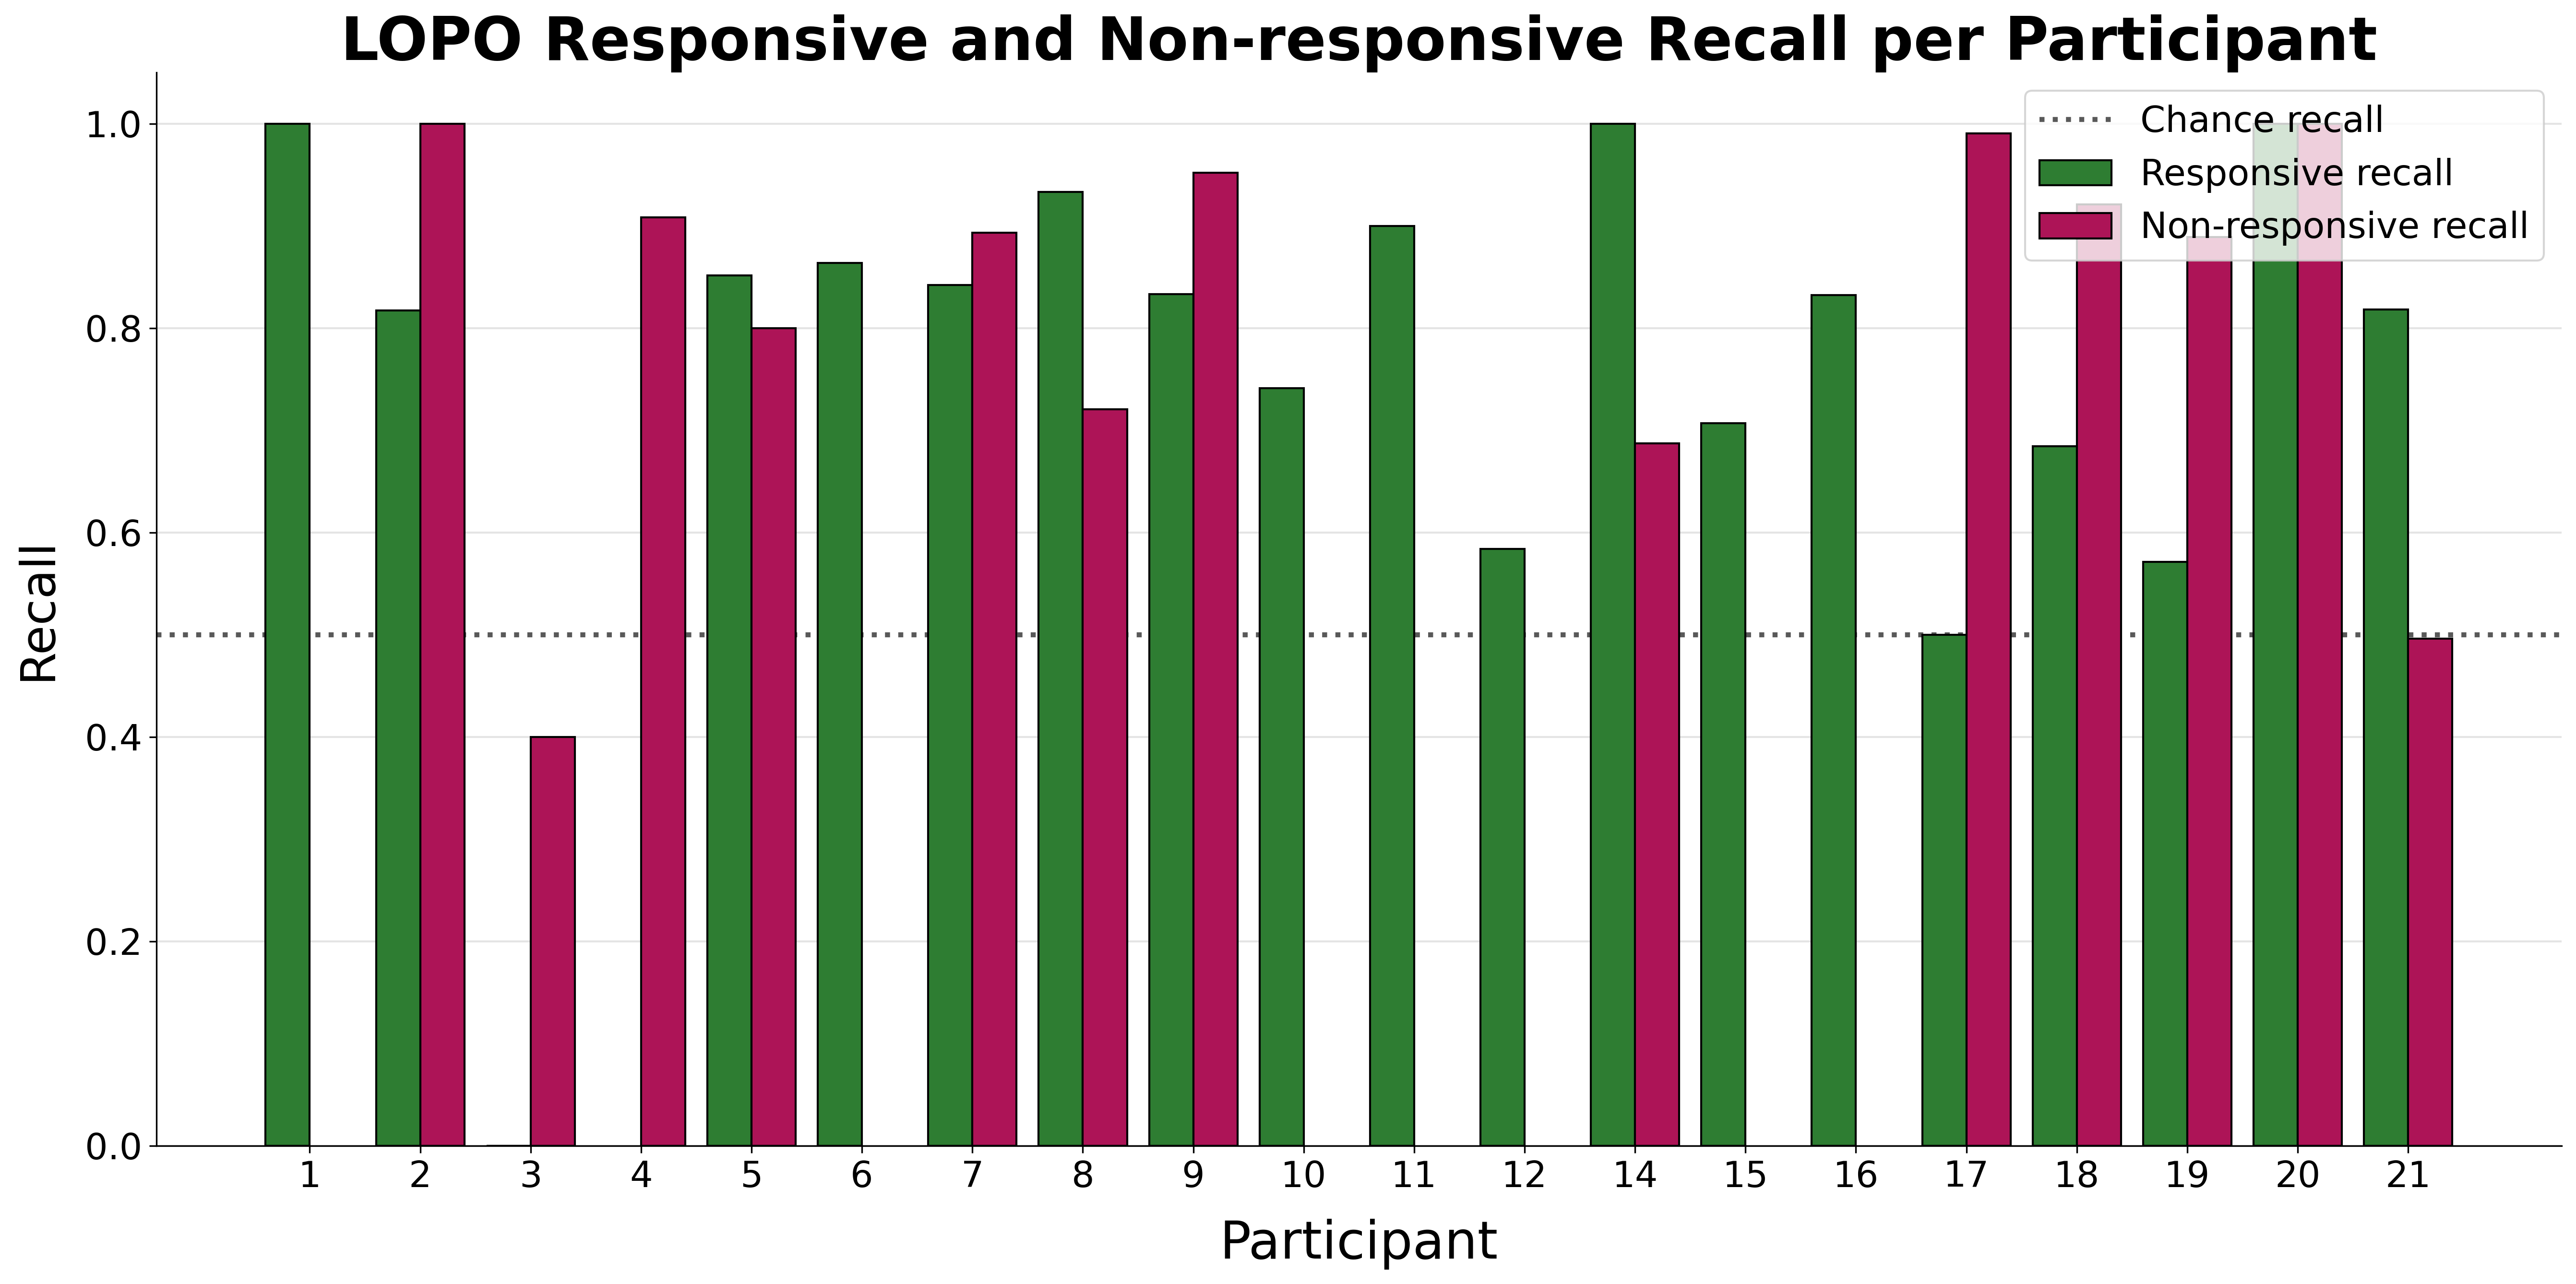 LOPO Responsive and Non-responsive Recall per Participant
Chance recall
Responsive recall
Non-responsive recall
1.0
0.8
0.6
0.4
0.2
0.0
Recall
1 2 3 4 5 6 7 8 9 10 11 12 14 15 16 17 18 19 20 21
Participant